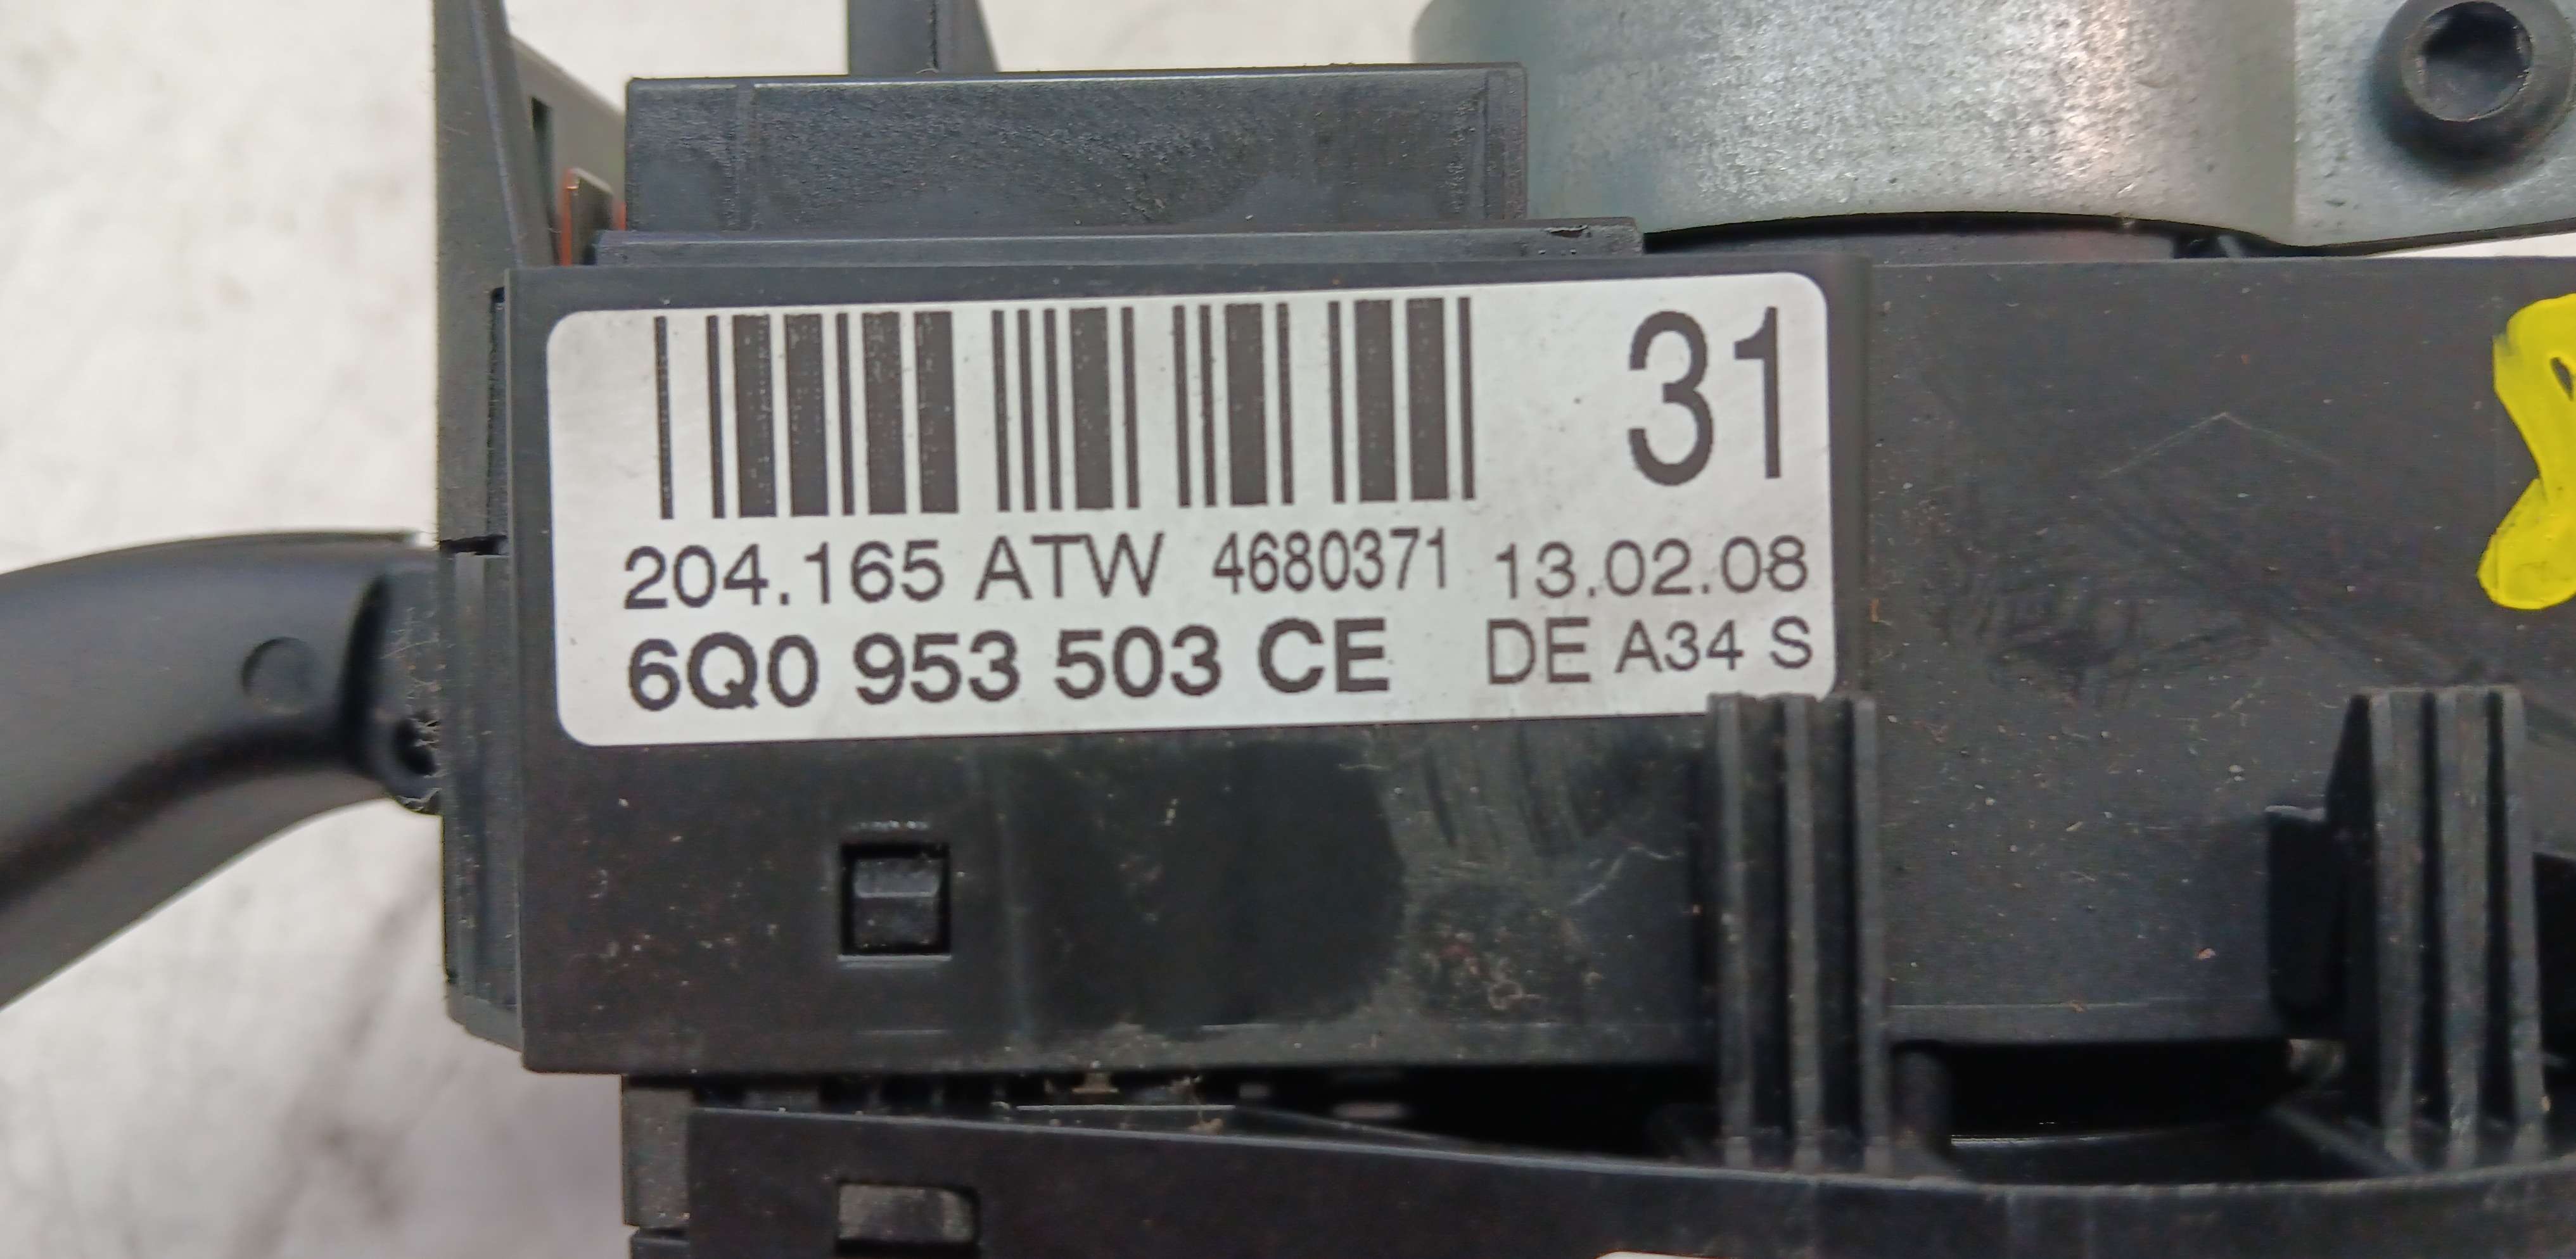 31
204.165 ATW 4680371 13.02.08
6Q0 953 503 CE DE A34 S